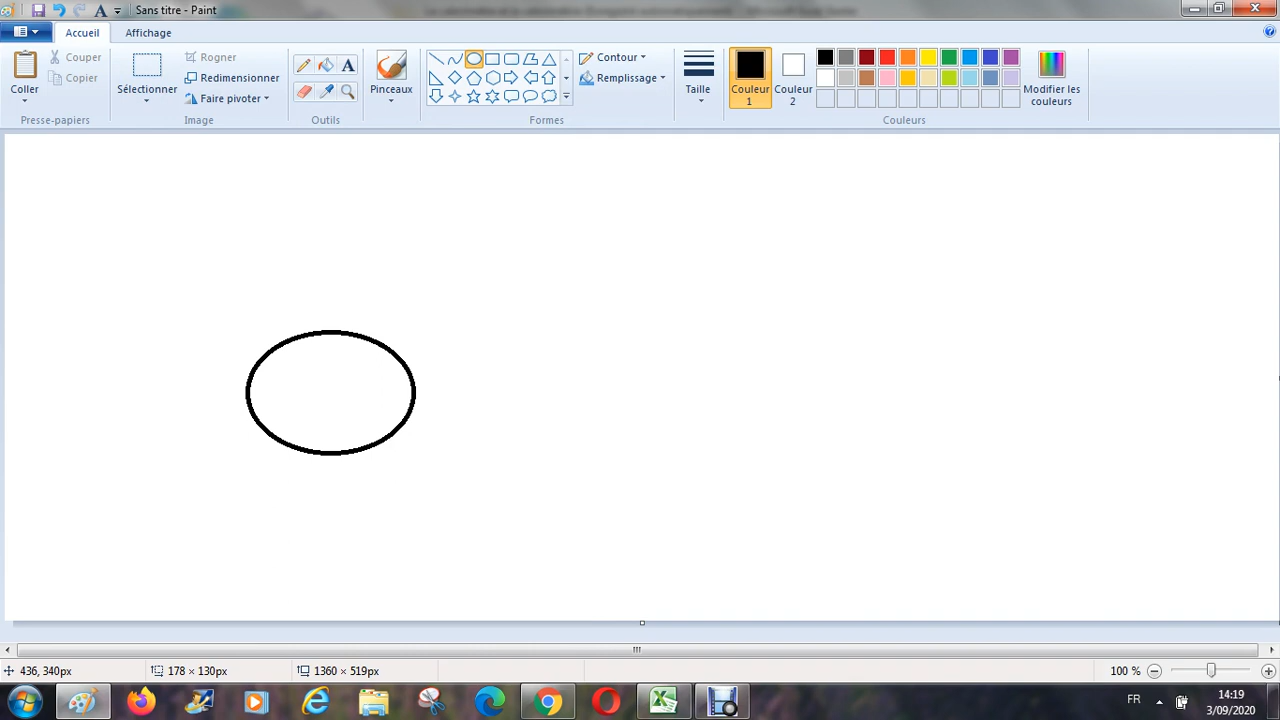 Sans titre - Paint
Accueil
Affichage
Coller
Couper
Copier
Presse-papiers
Sélectionner
Rogner
Redimensionner
Faire pivoter
Image
A
Outils
Pinceaux
Contour
Remplissage
Formes
Taille
Couleur
1
Couleur
2
Modifier les
couleurs
Couleurs
436, 340px
178 × 130px
1360 × 519px
100 %
FR
14:19
3/09/2020